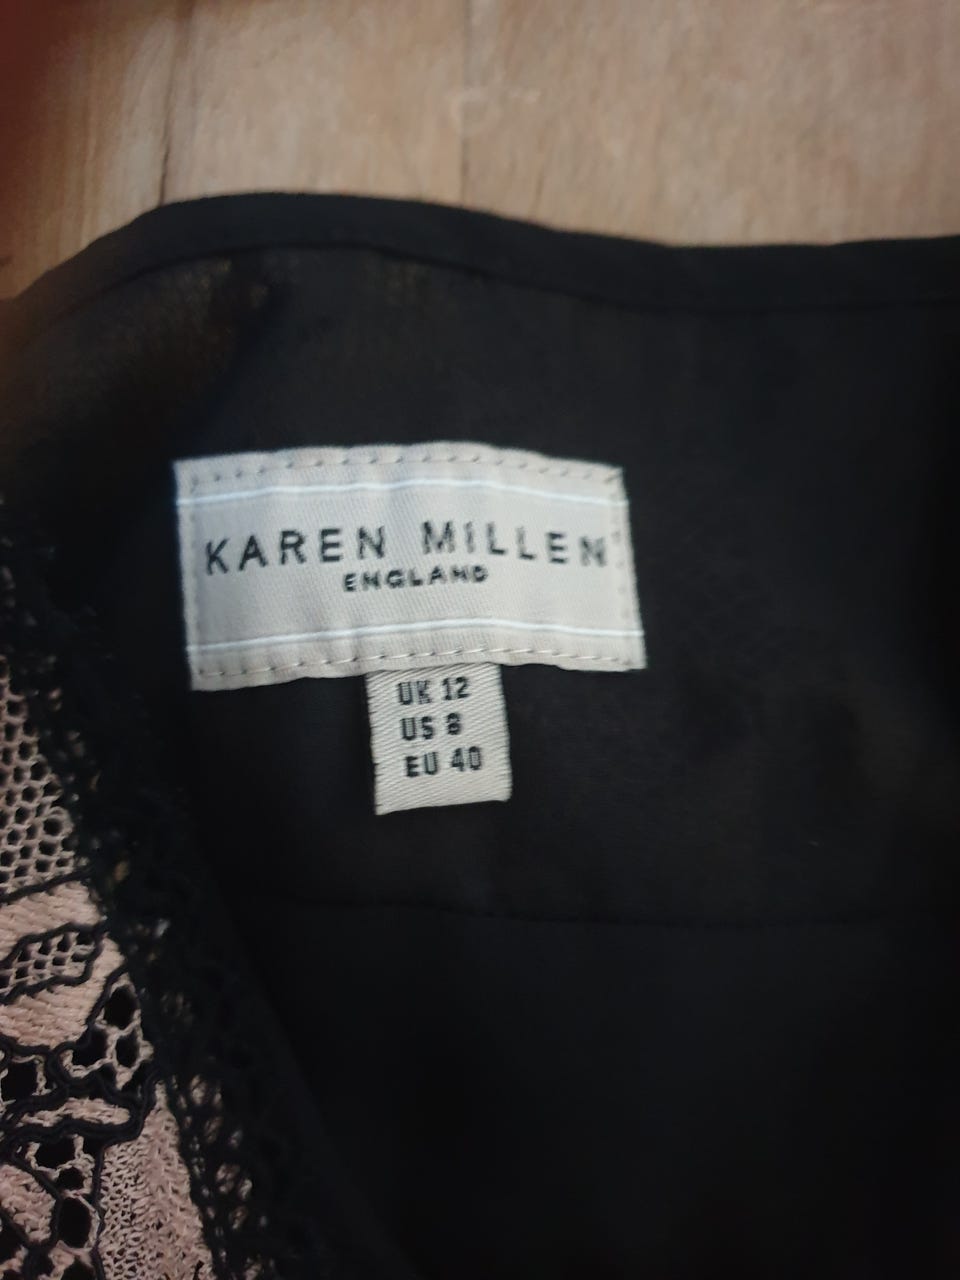 KAREN MILLEN
ENGLAND
UK 12
US 8
EU 40